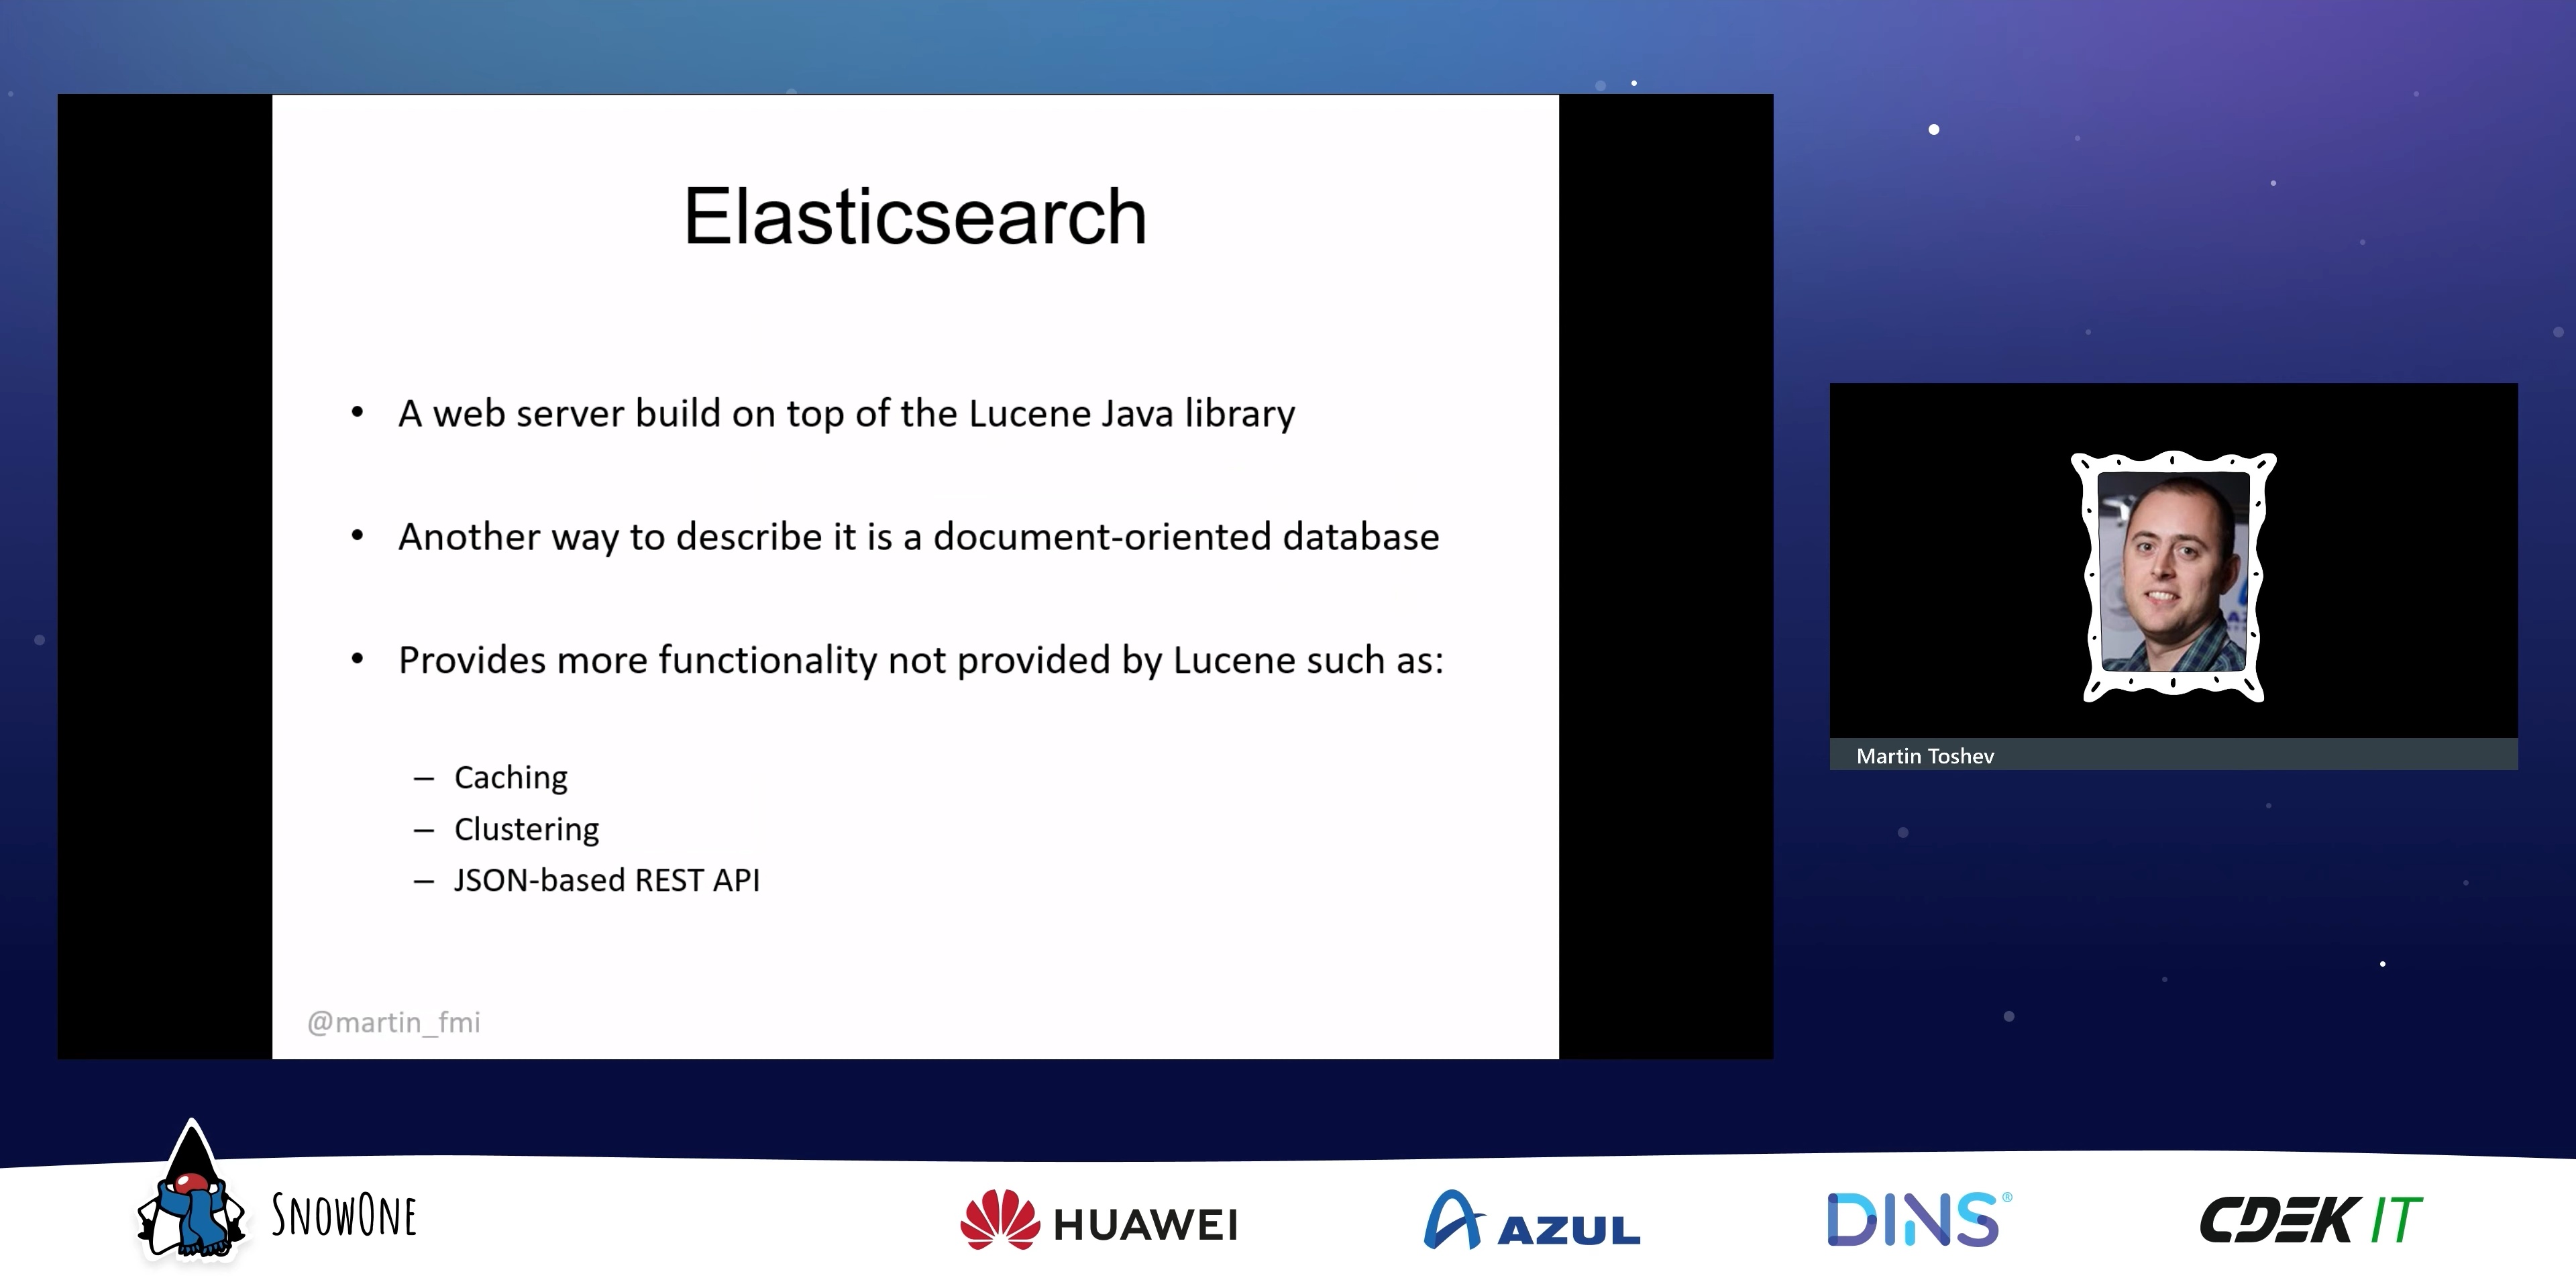 Elasticsearch
• A web server build on top of the Lucene Java library
• Another way to describe it is a document-oriented database
• Provides more functionality not provided by Lucene such as:
– Caching
– Clustering
– JSON-based REST API
@martin_fmi
Martin Toshev
SNOWONE
HUAWEI
AZUL
DINS®
CDEK IT